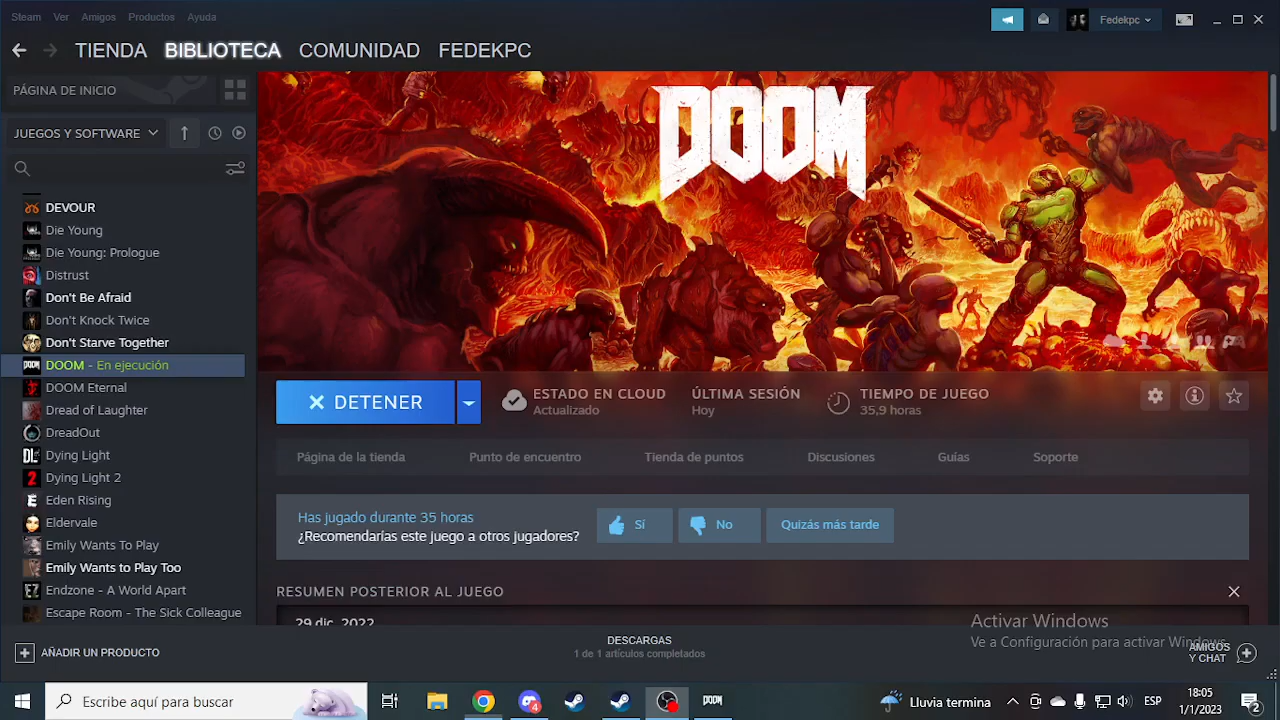 Steam Ver Amigos Productos Ayuda
Fedekpc
TIENDA BIBLIOTECA COMUNIDAD FEDEKPC
PÁGINA DE INICIO
JUEGOS Y SOFTWARE
DEVOUR
Die Young
Die Young: Prologue
Distrust
Don't Be Afraid
Don't Knock Twice
Don't Starve Together
DOOM - En ejecución
DOOM Eternal
Dread of Laughter
DreadOut
Dying Light
Dying Light 2
Eden Rising
Eldervale
Emily Wants To Play
Emily Wants to Play Too
Endzone - A World Apart
Escape Room - The Sick Colleague
DOOM
DETENER
ESTADO EN CLOUD
Actualizado
ÚLTIMA SESIÓN
Hoy
TIEMPO DE JUEGO
35,9 horas
Página de la tienda Punto de encuentro Tienda de puntos Discusiones Guías Soporte
Has jugado durante 35 horas
¿Recomendarías este juego a otros jugadores?
Sí No Quizás más tarde
RESUMEN POSTERIOR AL JUEGO
29 dic. 2022
Activar Windows
Ve a Configuración para activar Windows.
AÑADIR UN PRODUCTO
DESCARGAS
1 de 1 artículos completados
AMIGOS
Y CHAT
Escribe aquí para buscar
4
DOOM
Lluvia termina
ESP
18:05
1/1/2023
2